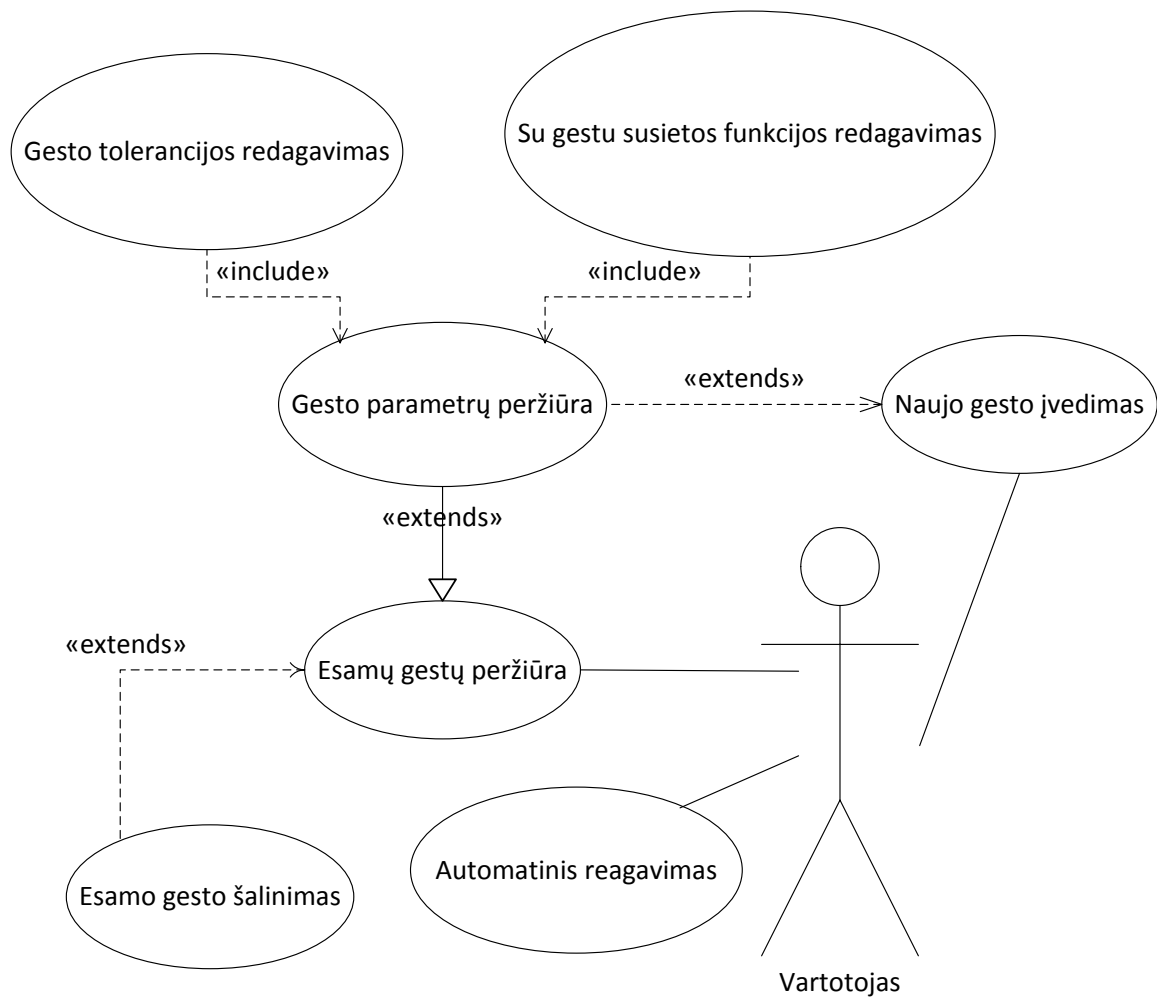 Gesto tolerancijos redagavimas
Su gestu susietos funkcijos redagavimas
«include»
«include»
Gesto parametrų peržiūra
«extends»
Naujo gesto įvedimas
«extends»
«extends»
Esamų gestų peržiūra
Automatinis reagavimas
Esamo gesto šalinimas
Vartotojas